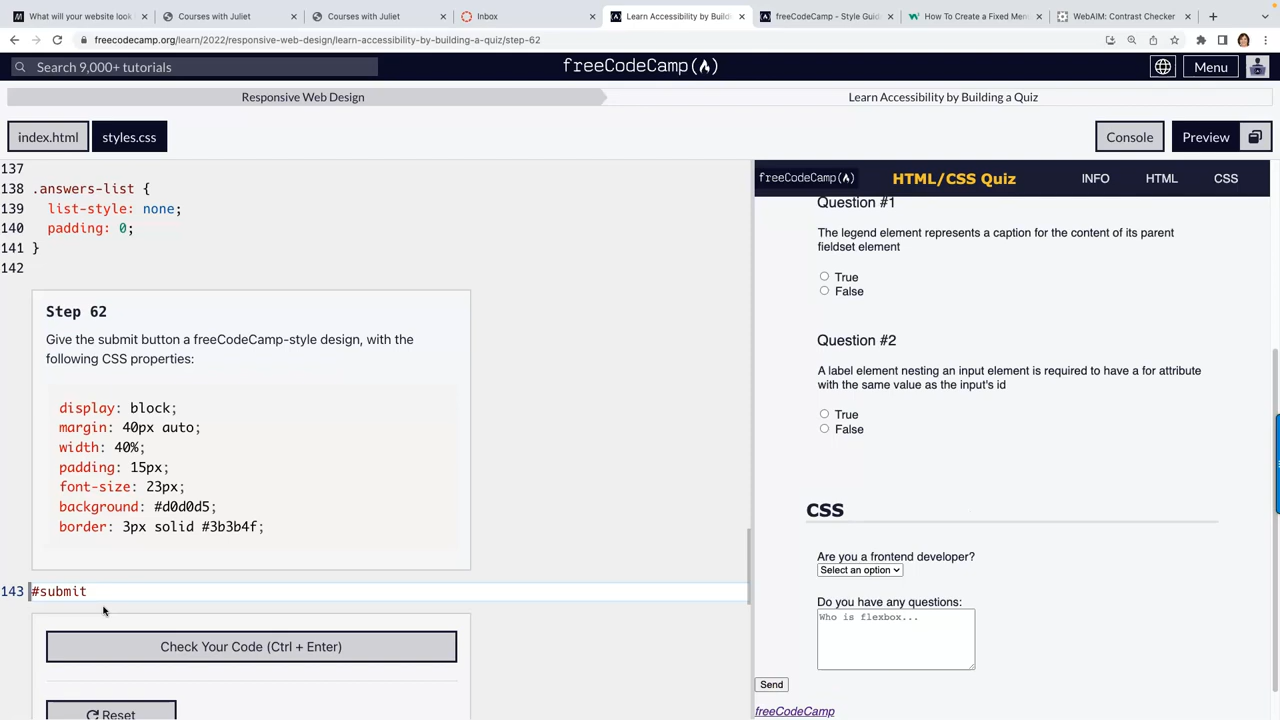 What will your website look
Courses with Juliet
Courses with Juliet
Inbox
Learn Accessibility by Build
freeCodeCamp - Style Guid
How To Create a Fixed Men
WebAIM: Contrast Checker
freecodecamp.org/learn/2022/responsive-web-design/learn-accessibility-by-building-a-quiz/step-62
Search 9,000+ tutorials
freeCodeCamp
Menu
Responsive Web Design
Learn Accessibility by Building a Quiz
index.html
styles.css
Console
Preview
137
138 .answers-list {
139 list-style: none;
140 padding: 0;
141 }
142
Step 62
Give the submit button a freeCodeCamp-style design, with the
following CSS properties:
display: block;
margin: 40px auto;
width: 40%;
padding: 15px;
font-size: 23px;
background: #d0d0d5;
border: 3px solid #3b3b4f;
143 #submit
Check Your Code (Ctrl + Enter)
Reset
freeCodeCamp
HTML/CSS Quiz
INFO
HTML
CSS
Question #1
The legend element represents a caption for the content of its parent
fieldset element
True
False
Question #2
A label element nesting an input element is required to have a for attribute
with the same value as the input's id
True
False
CSS
Are you a frontend developer?
Select an option
Do you have any questions:
Who is flexbox...
Send
freeCodeCamp